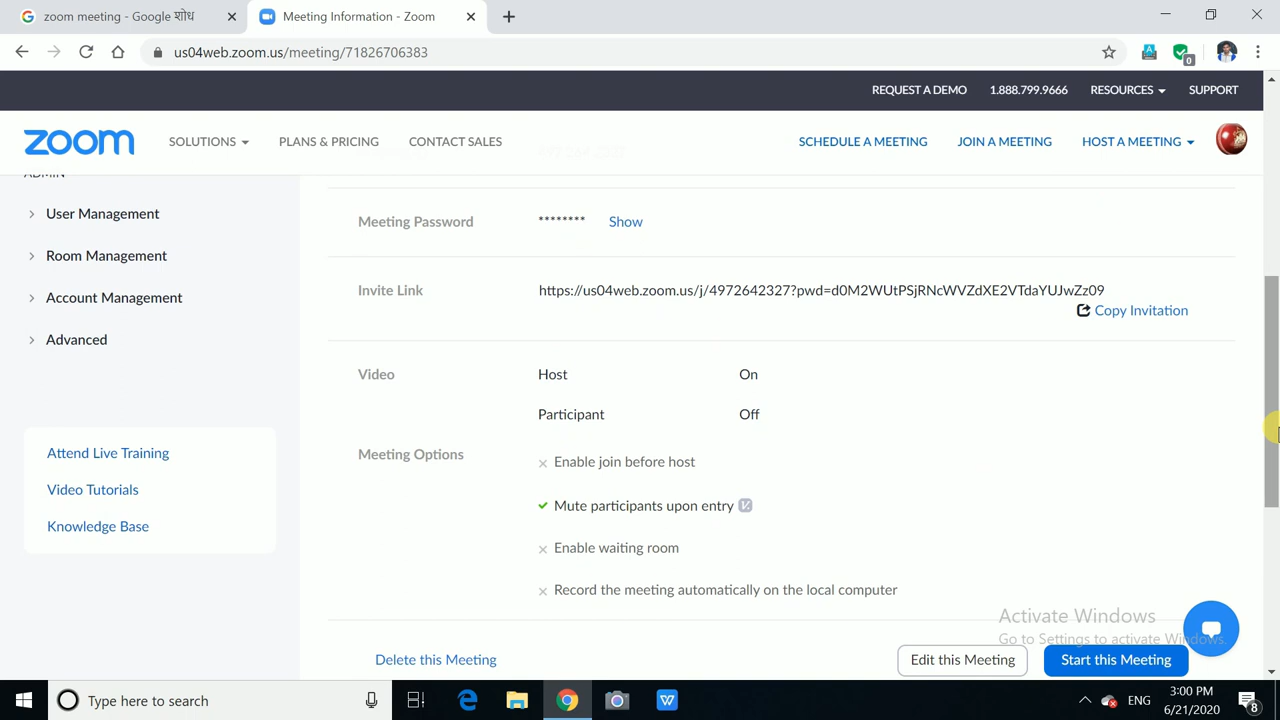 zoom meeting - Google शोध
Meeting Information - Zoom
us04web.zoom.us/meeting/71826706383
0
REQUEST A DEMO 1.888.799.9666 RESOURCES SUPPORT
zoom SOLUTIONS PLANS & PRICING CONTACT SALES SCHEDULE A MEETING JOIN A MEETING HOST A MEETING
ADMIN
User Management
Room Management
Account Management
Advanced
Attend Live Training
Video Tutorials
Knowledge Base
Meeting Password ******** Show
Invite Link https://us04web.zoom.us/j/4972642327?pwd=d0M2WUtPSjRNcWVZdXE2VTdaYUJwZz09
Copy Invitation
Video Host On
Participant Off
Meeting Options Enable join before host
Mute participants upon entry
Enable waiting room
Record the meeting automatically on the local computer
Activate Windows
Go to Settings to activate Windows.
Delete this Meeting Edit this Meeting Start this Meeting
Type here to search
ENG
3:00 PM
6/21/2020
8